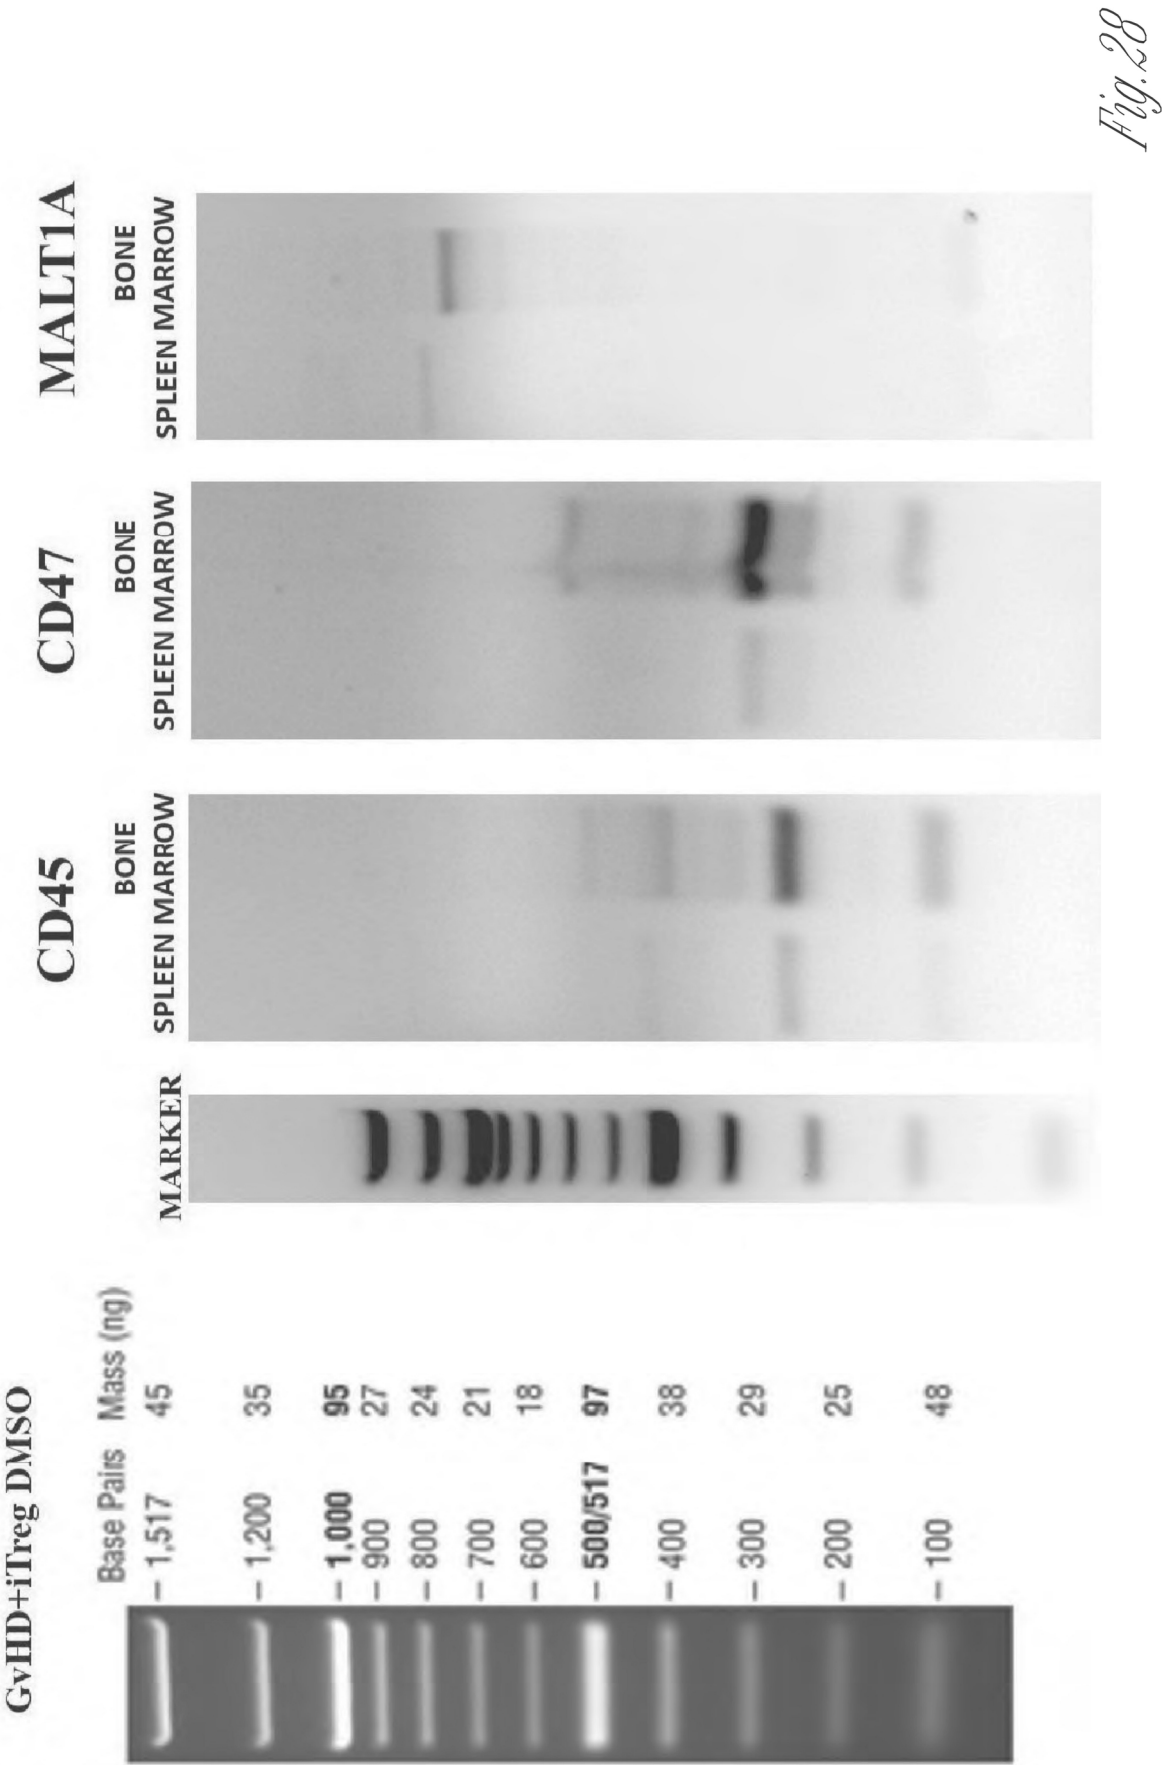 GvHD+iTreg DMSO
Base Pairs Mass (ng)
1,517 45
1,200 35
1,000 95
900 27
800 24
700 21
600 18
500/517 97
400 38
300 29
200 25
100 48
MARKER
CD45
BONE
SPLEEN MARROW
CD47
BONE
SPLEEN MARROW
MALT1A
BONE
SPLEEN MARROW
Fig. 28